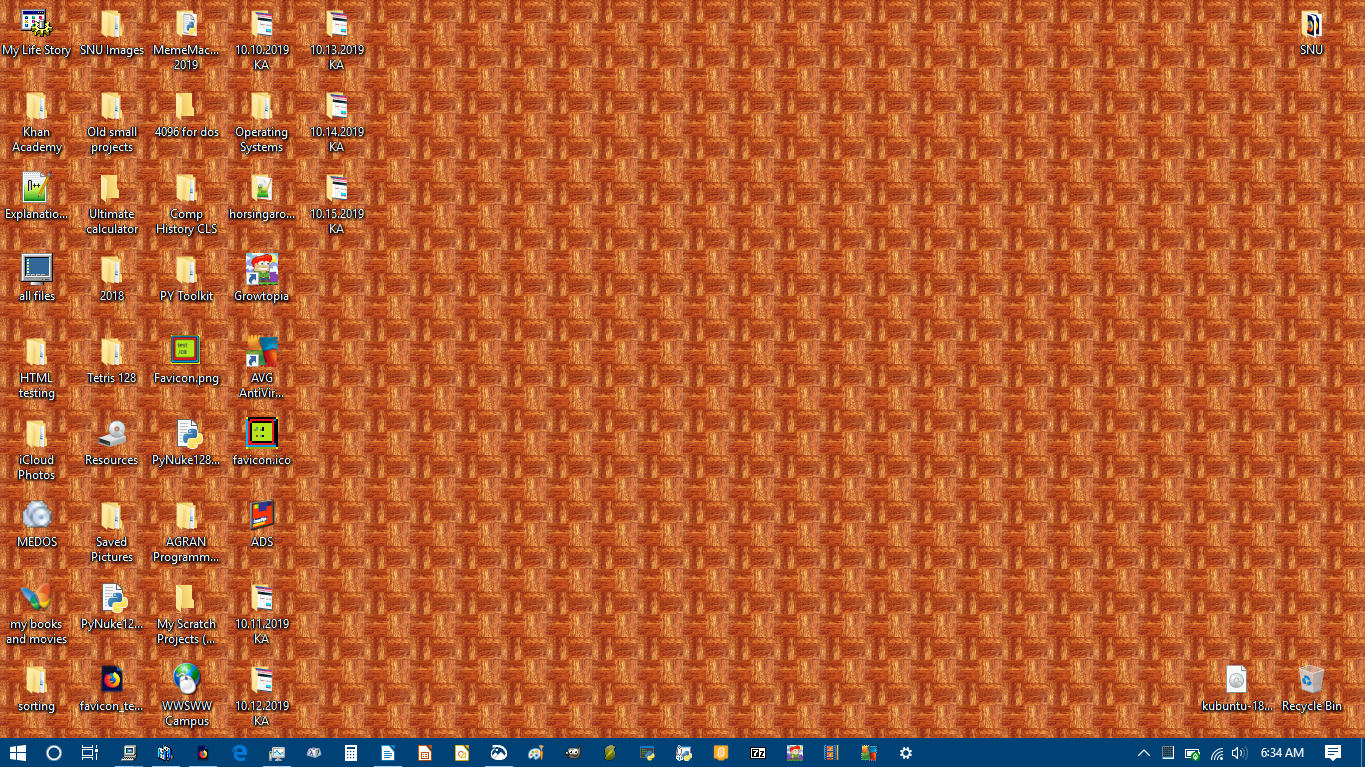 My Life Story
SNU Images
MemeMac...
2019
10.10.2019
KA
10.13.2019
KA
SNU
Khan
Academy
Old small
projects
4096 for dos
Operating
Systems
10.14.2019
KA
Explanatio...
Ultimate
calculator
Comp
History CLS
horsingaro...
10.15.2019
KA
all files
2018
PY Toolkit
Growtopia
HTML
testing
Tetris 128
Favicon.png
AVG
AntiVir...
iCloud
Photos
Resources
PyNuke128...
favicon.ico
MEDOS
Saved
Pictures
AGRAN
Programm...
ADS
my books
and movies
PyNuke12...
My Scratch
Projects (...
10.11.2019
KA
sorting
favicon_te...
WWSWW
Campus
10.12.2019
KA
kubuntu-18...
Recycle Bin
6:34 AM